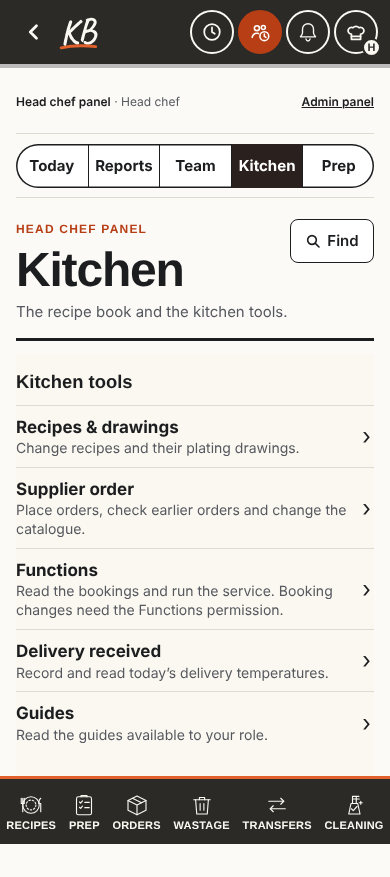 KB
H
Head chef panel · Head chef
Admin panel
Today
Reports
Team
Kitchen
Prep
HEAD CHEF PANEL
Find
Kitchen
The recipe book and the kitchen tools.
Kitchen tools
Recipes & drawings
Change recipes and their plating drawings.
Supplier order
Place orders, check earlier orders and change the
catalogue.
Functions
Read the bookings and run the service. Booking
changes need the Functions permission.
Delivery received
Record and read today’s delivery temperatures.
Guides
Read the guides available to your role.
RECIPES
PREP
ORDERS
WASTAGE
TRANSFERS
CLEANING